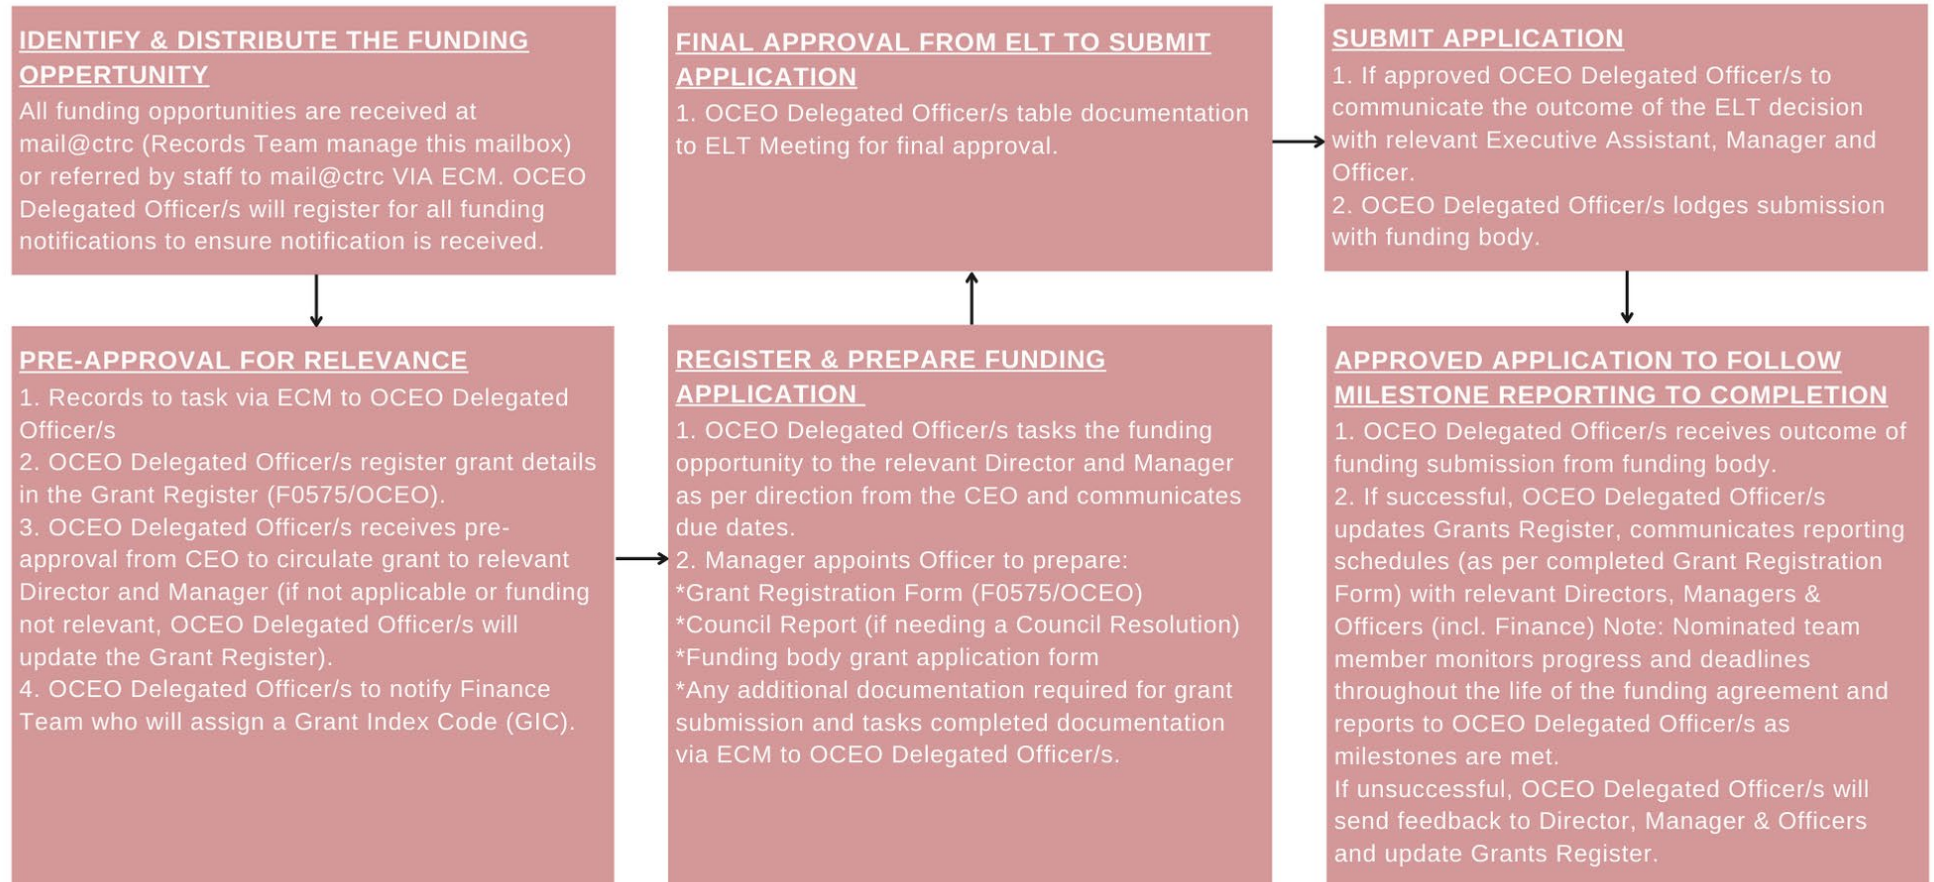 IDENTIFY & DISTRIBUTE THE FUNDING
OPPERTUNITY
All funding opportunities are received at
mail@ctrc (Records Team manage this mailbox)
or referred by staff to mail@ctrc VIA ECM. OCEO
Delegated Officer/s will register for all funding
notifications to ensure notification is received.
PRE-APPROVAL FOR RELEVANCE
1. Records to task via ECM to OCEO Delegated
Officer/s
2. OCEO Delegated Officer/s register grant details
in the Grant Register (F0575/OCEO).
3. OCEO Delegated Officer/s receives pre-
approval from CEO to circulate grant to relevant
Director and Manager (if not applicable or funding
not relevant, OCEO Delegated Officer/s will
update the Grant Register).
4. OCEO Delegated Officer/s to notify Finance
Team who will assign a Grant Index Code (GIC).
REGISTER & PREPARE FUNDING
APPLICATION
1. OCEO Delegated Officer/s tasks the funding
opportunity to the relevant Director and Manager
as per direction from the CEO and communicates
due dates.
2. Manager appoints Officer to prepare:
*Grant Registration Form (F0575/OCEO)
*Council Report (if needing a Council Resolution)
*Funding body grant application form
*Any additional documentation required for grant
submission and tasks completed documentation
via ECM to OCEO Delegated Officer/s.
FINAL APPROVAL FROM ELT TO SUBMIT
APPLICATION
1. OCEO Delegated Officer/s table documentation
to ELT Meeting for final approval.
SUBMIT APPLICATION
1. If approved OCEO Delegated Officer/s to
communicate the outcome of the ELT decision
with relevant Executive Assistant, Manager and
Officer.
2. OCEO Delegated Officer/s lodges submission
with funding body.
APPROVED APPLICATION TO FOLLOW
MILESTONE REPORTING TO COMPLETION
1. OCEO Delegated Officer/s receives outcome of
funding submission from funding body.
2. If successful, OCEO Delegated Officer/s
updates Grants Register, communicates reporting
schedules (as per completed Grant Registration
Form) with relevant Directors, Managers &
Officers (incl. Finance) Note: Nominated team
member monitors progress and deadlines
throughout the life of the funding agreement and
reports to OCEO Delegated Officer/s as
milestones are met.
If unsuccessful, OCEO Delegated Officer/s will
send feedback to Director, Manager & Officers
and update Grants Register.